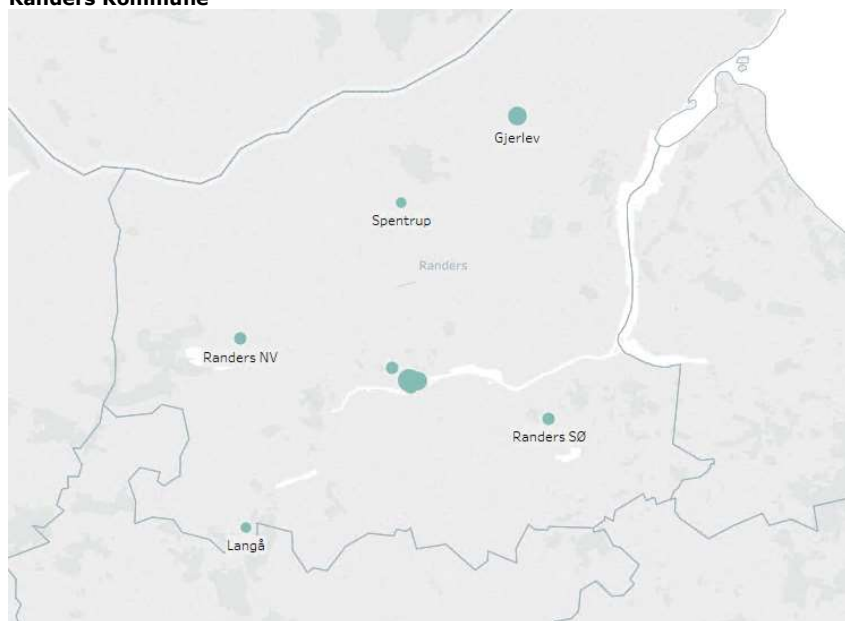 Randers Kommune
Gjerlev
Spentrup
Randers
Randers NV
Randers SØ
Langå